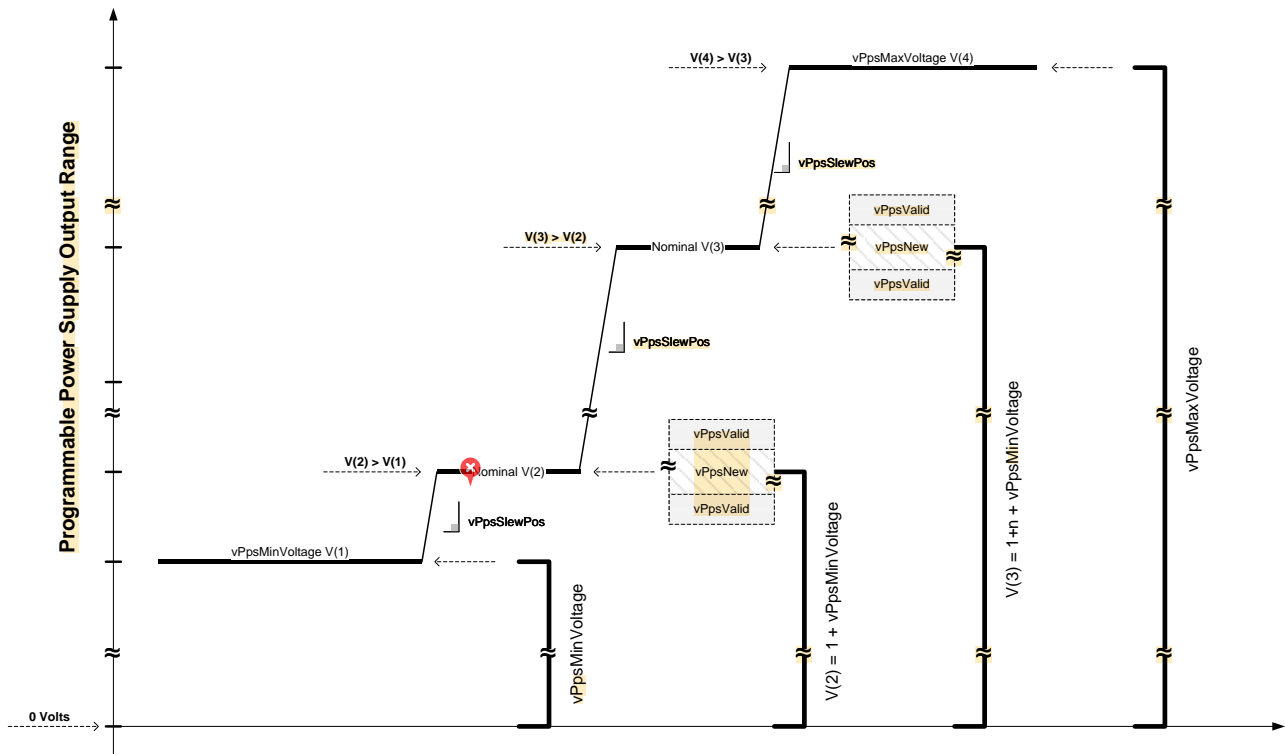 Programmable Power Supply Output Range
V(4) > V(3)
vPpsMaxVoltage V(4)
vPpsSlewPos
vPpsValid
V(3) > V(2)
Nominal V(3)
vPpsNew
vPpsValid
vPpsSlewPos
vPpsMaxVoltage
V(3) = 1+n + vPpsMinVoltage
vPpsValid
V(2) > V(1)
Nominal V(2)
vPpsNew
vPpsValid
vPpsSlewPos
V(2) = 1 + vPpsMinVoltage
vPpsMinVoltage V(1)
vPpsMinVoltage
0 Volts